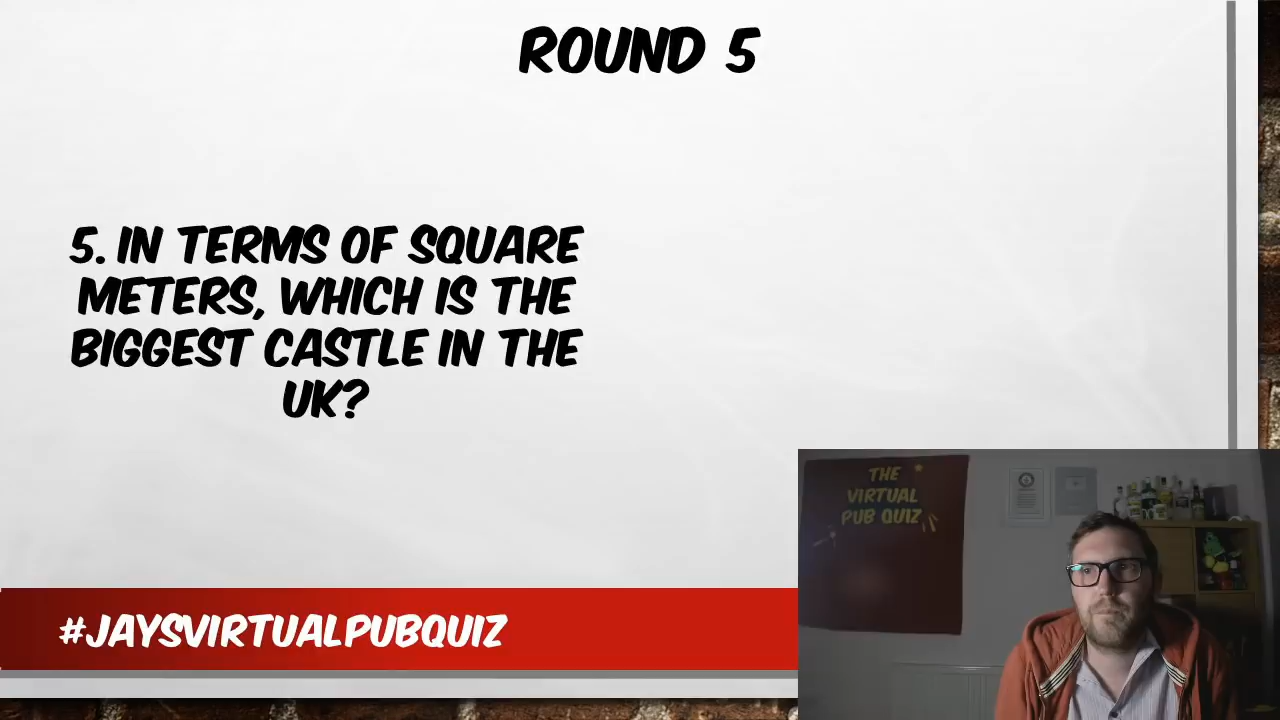 ROUND 5
5. IN TERMS OF SQUARE
METERS, WHICH IS THE
BIGGEST CASTLE IN THE
UK?
THE
VIRTUAL
PUB QUIZ
#JAYSVIRTUALPUBQUIZ